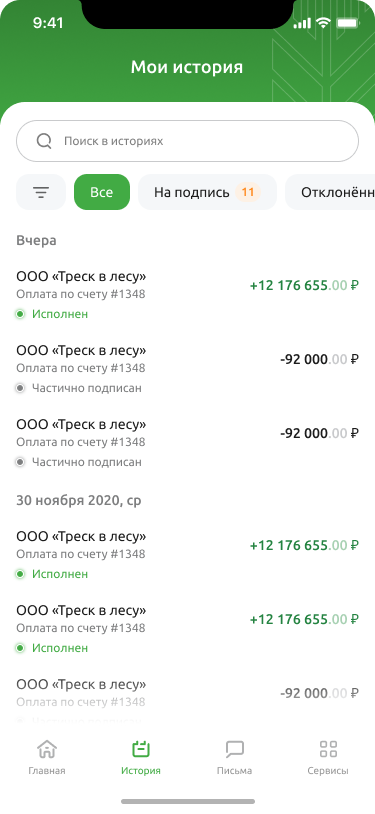 9:41
Мои история
Поиск в историях
Все
На подпись 11
Отклонённ
Вчера
ООО «Треск в лесу»
Оплата по счету #1348
+12 176 655.00 ₽
Исполнен
ООО «Треск в лесу»
Оплата по счету #1348
-92 000.00 ₽
Частично подписан
ООО «Треск в лесу»
Оплата по счету #1348
-92 000.00 ₽
Частично подписан
30 ноября 2020, ср
ООО «Треск в лесу»
Оплата по счету #1348
+12 176 655.00 ₽
Исполнен
ООО «Треск в лесу»
Оплата по счету #1348
+12 176 655.00 ₽
Исполнен
ООО «Треск в лесу»
Оплата по счету #1348
-92 000.00 ₽
Главная
История
Письма
Сервисы